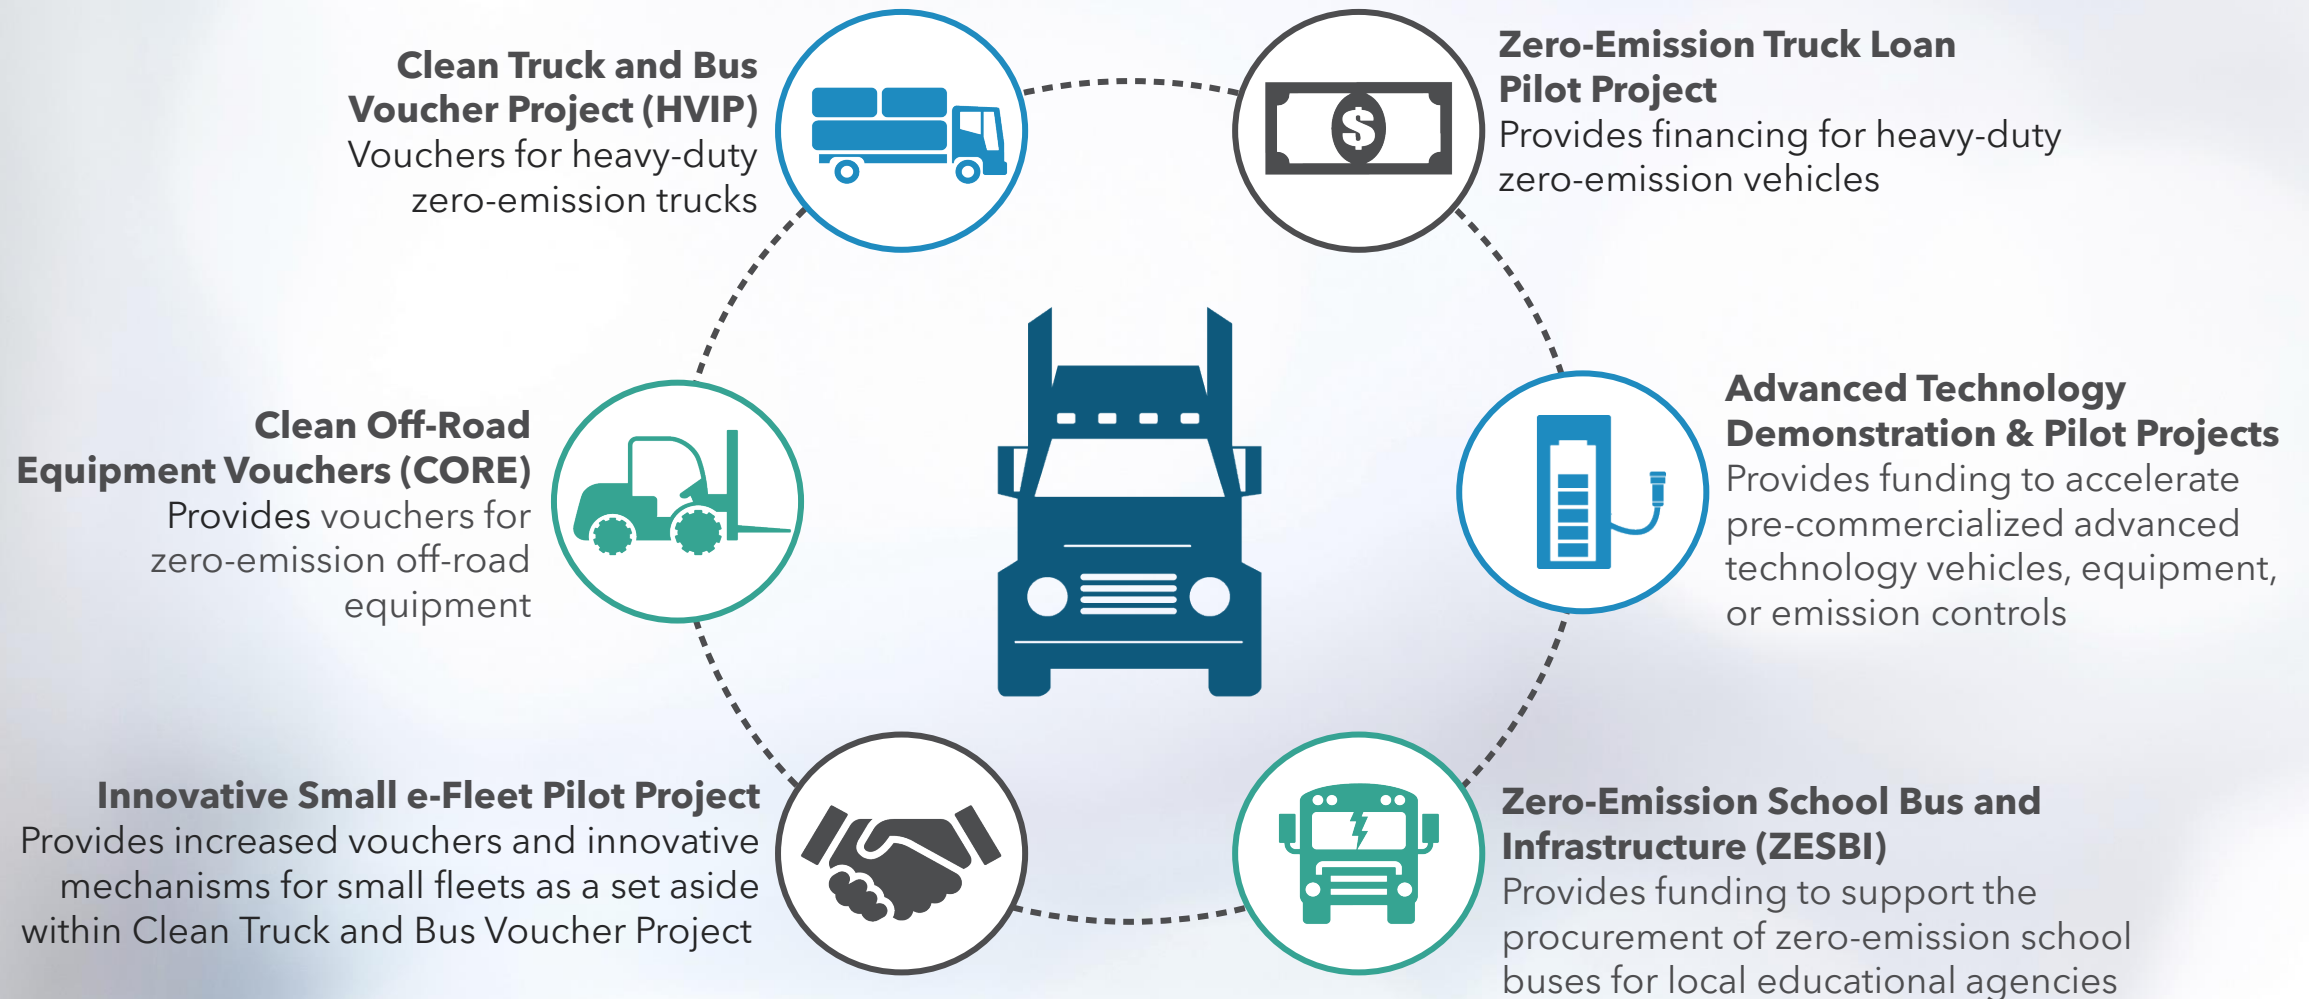 Clean Truck and Bus
Voucher Project (HVIP)
Vouchers for heavy-duty
zero-emission trucks
Zero-Emission Truck Loan
Pilot Project
Provides financing for heavy-duty
zero-emission vehicles
$
Clean Off-Road
Equipment Vouchers (CORE)
Provides vouchers for
zero-emission off-road
equipment
Advanced Technology
Demonstration & Pilot Projects
Provides funding to accelerate
pre-commercialized advanced
technology vehicles, equipment,
or emission controls
Innovative Small e-Fleet Pilot Project
Provides increased vouchers and innovative
mechanisms for small fleets as a set aside
within Clean Truck and Bus Voucher Project
Zero-Emission School Bus and
Infrastructure (ZESBI)
Provides funding to support the
procurement of zero-emission school
buses for local educational agencies